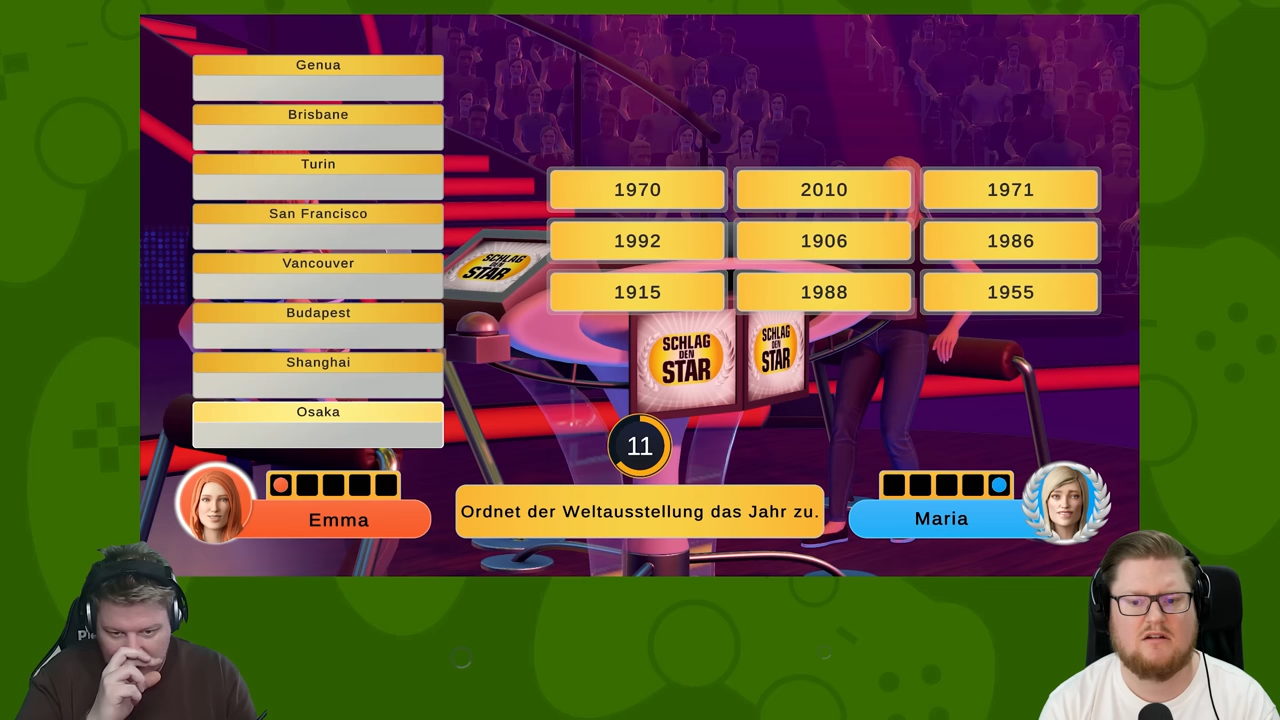 Genua
Brisbane
Turin
San Francisco
Vancouver
Budapest
Shanghai
Osaka
1970 2010 1971
1992 1906 1986
1915 1988 1955
SCHLAG
DEN
STAR
SCHLAG
DEN
STAR
SCHLAG
DEN
STAR
11
Emma
Ordnet der Weltausstellung das Jahr zu.
Maria